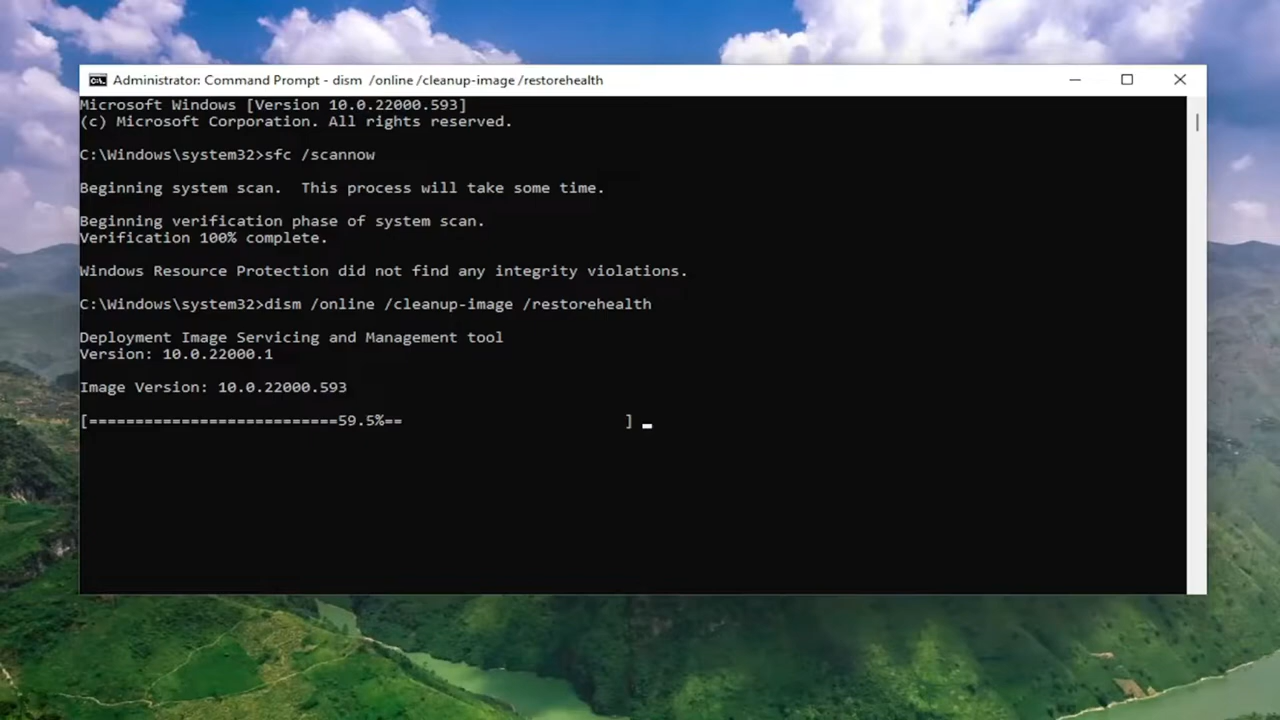 Administrator: Command Prompt - dism  /online /cleanup-image /restorehealth
Microsoft Windows [Version 10.0.22000.593]
(c) Microsoft Corporation. All rights reserved.
C:\Windows\system32>sfc /scannow
Beginning system scan.  This process will take some time.
Beginning verification phase of system scan.
Verification 100% complete.
Windows Resource Protection did not find any integrity violations.
C:\Windows\system32>dism /online /cleanup-image /restorehealth
Deployment Image Servicing and Management tool
Version: 10.0.22000.1
Image Version: 10.0.22000.593
[===========================59.5%==                        ]